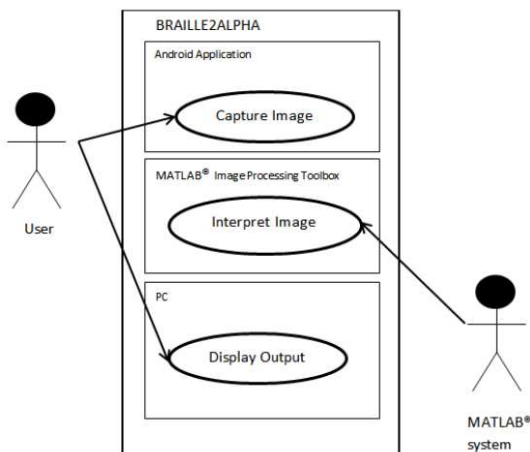 BRAILLE2ALPHA
Android Application
Capture Image
MATLAB® Image Processing Toolbox
Interpret Image
User
PC
Display Output
MATLAB®
system